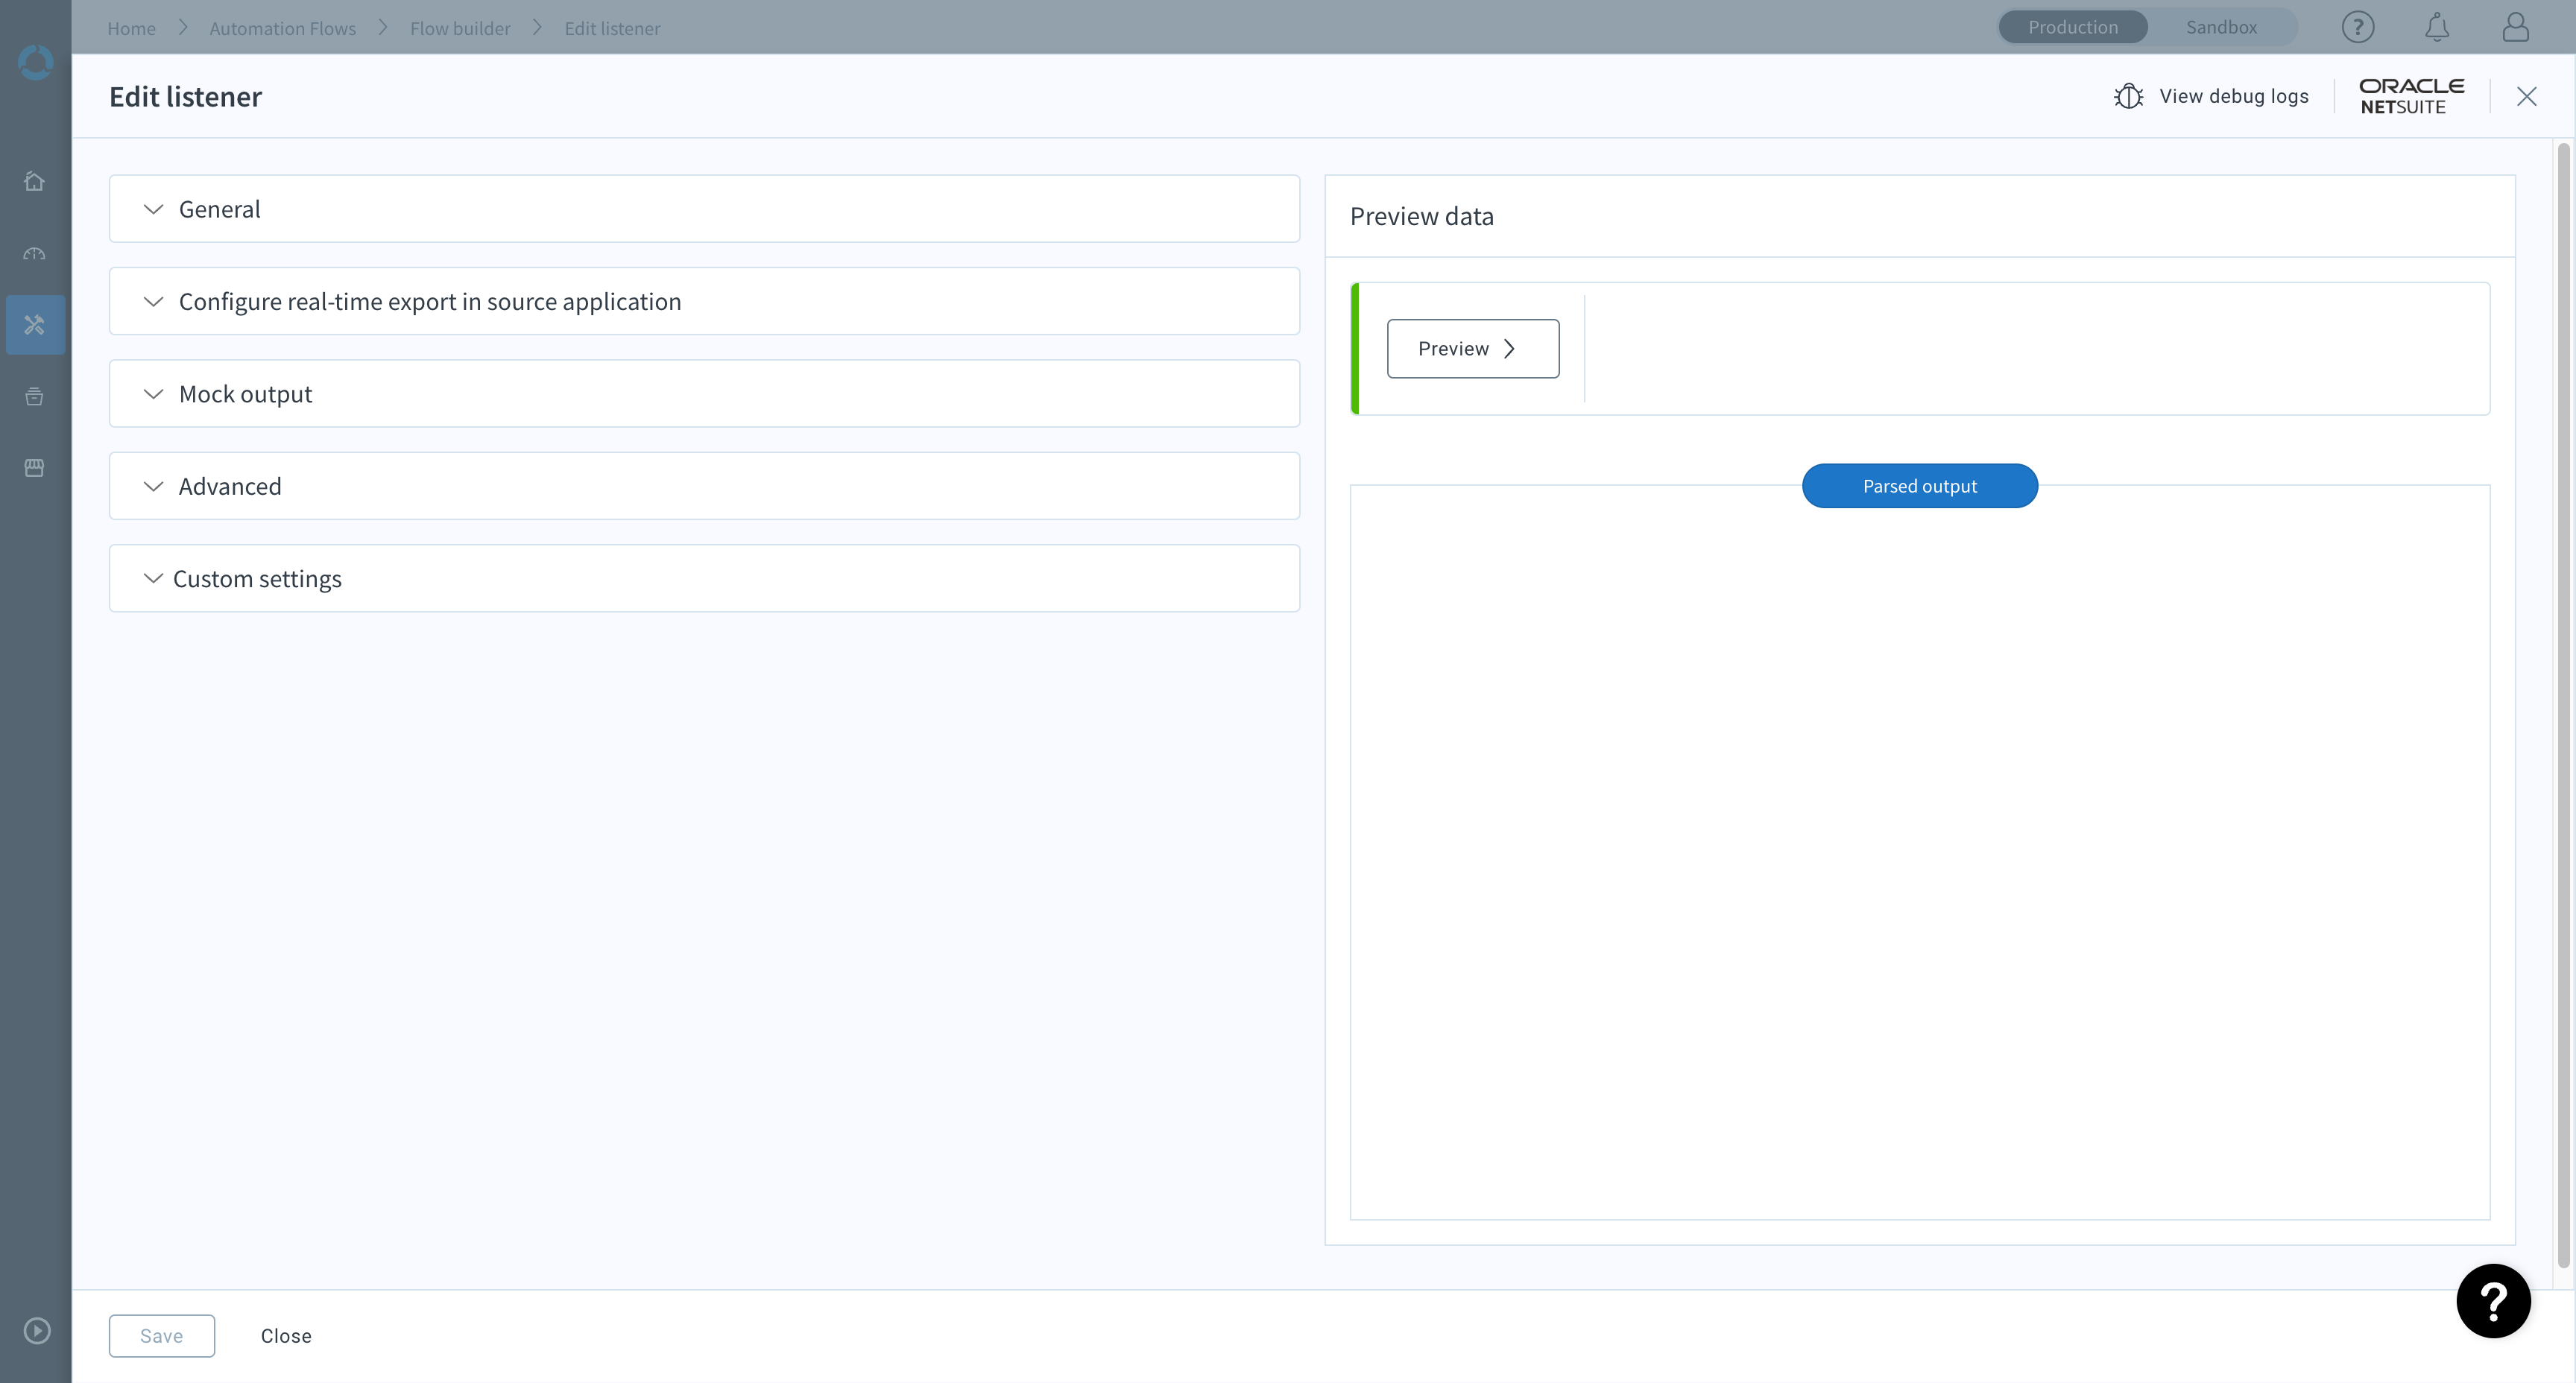 Home > Automation Flows > Flow builder > Edit listener
Production
Sandbox
?
Edit listener
View debug logs
ORACLE
NETSUITE
General
Configure real-time export in source application
Mock output
Advanced
Custom settings
Preview data
Preview >
Parsed output
Save
Close
?